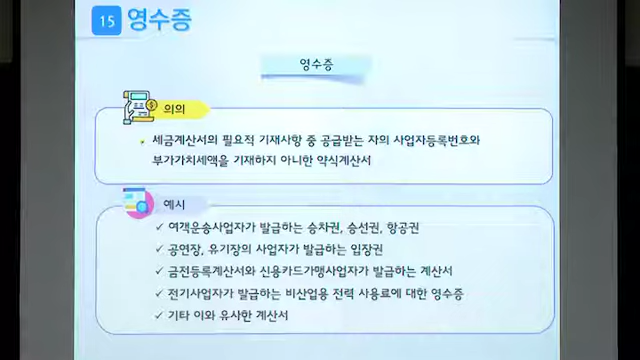 15 영수증
영수증
의의
세금계산서의 필요적 기재사항 중 공급받는 자의 사업자등록번호와
부가가치세액을 기재하지 아니한 약식계산서
예시
✓ 여객운송사업자가 발급하는 승차권, 승선권, 항공권
✓ 공연장, 유기장의 사업자가 발급하는 입장권
✓ 금전등록계산서와 신용카드가맹사업자가 발급하는 계산서
✓ 전기사업자가 발급하는 비산업용 전력 사용료에 대한 영수증
✓ 기타 이와 유사한 계산서